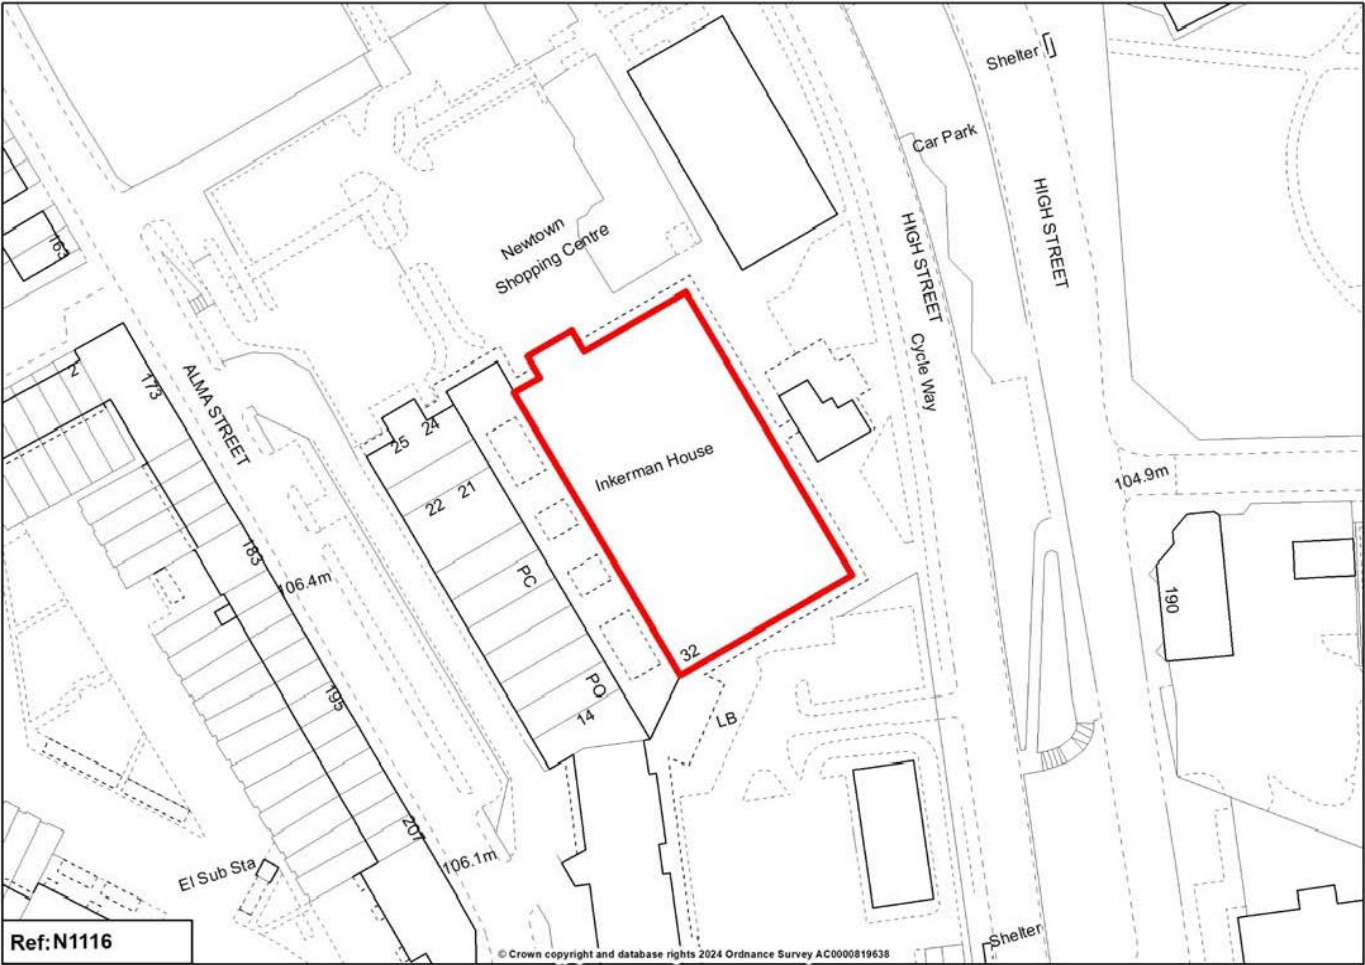 Shelter
Car Park
HIGH STREET
HIGH STREET
163
Newtown
Shopping Centre
Cycle Way
2
173
ALMA STREET
25
24
Inkerman House
104.9m
22
21
183
106.4m
PC
190
32
195
PO
14
LB
207
106.1m
El Sub Sta
Shelter
Ref:N1116
© Crown copyright and database rights 2024 Ordnance Survey AC0000819638